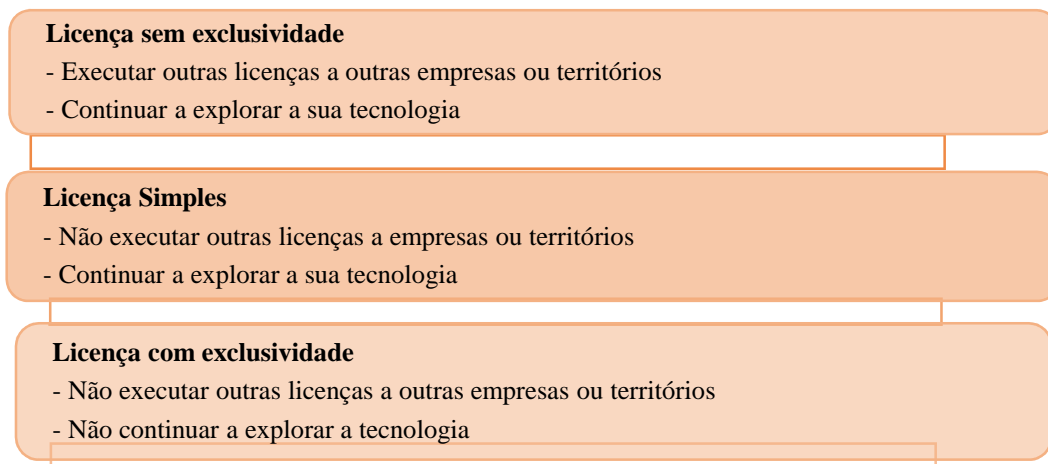 Licença sem exclusividade
- Executar outras licenças a outras empresas ou territórios
- Continuar a explorar a sua tecnologia
Licença Simples
- Não executar outras licenças a empresas ou territórios
- Continuar a explorar a sua tecnologia
Licença com exclusividade
- Não executar outras licenças a outras empresas ou territórios
- Não continuar a explorar a tecnologia